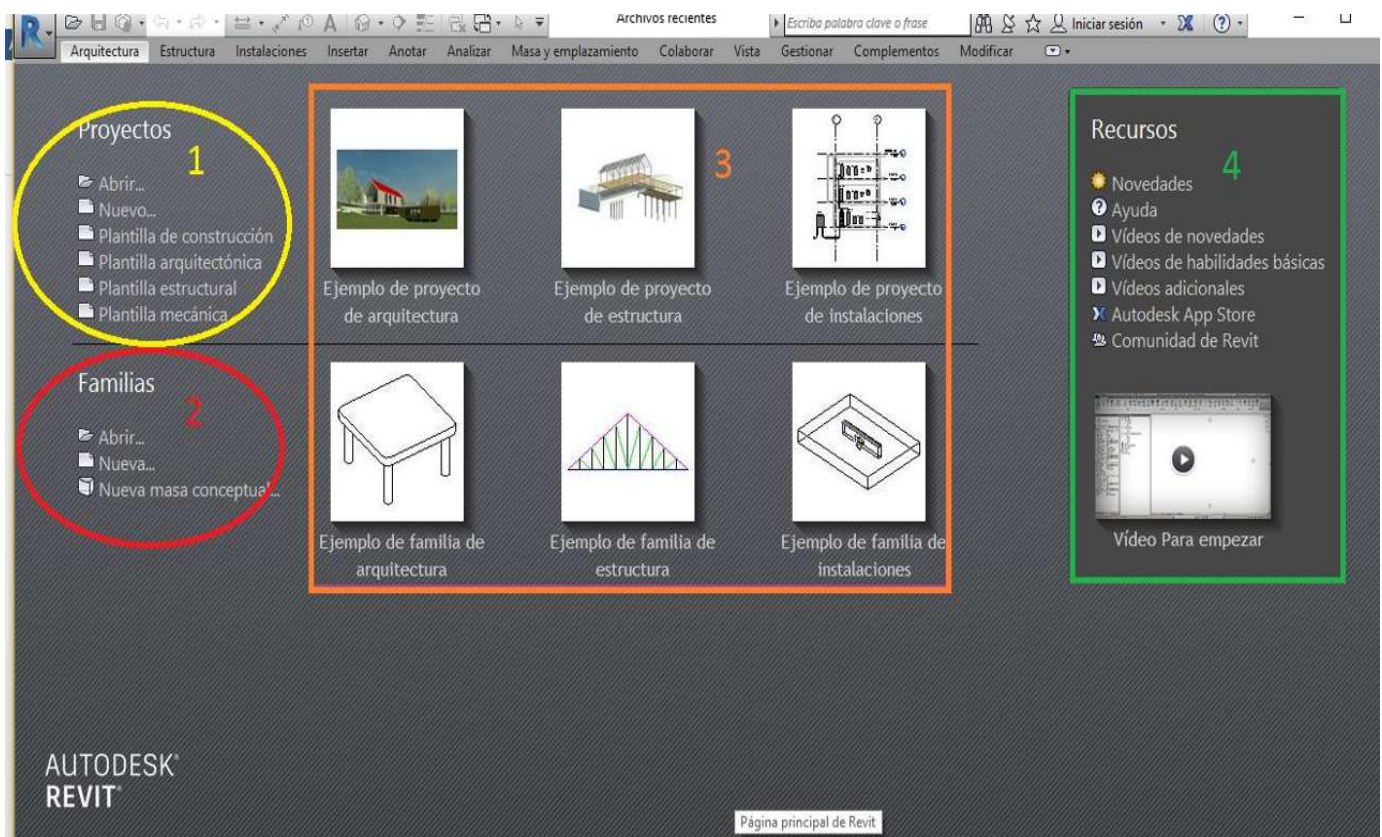 Archivos recientes
Escriba palabra clave o frase
Iniciar sesión
Arquitectura Estructura Instalaciones Insertar Anotar Analizar Masa y emplazamiento Colaborar Vista Gestionar Complementos Modificar
Proyectos
1
Abrir...
Nuevo...
Plantilla de construcción
Plantilla arquitectónica
Plantilla estructural
Plantilla mecánica
Familias
2
Abrir...
Nueva...
Nueva masa conceptual...
3
Ejemplo de proyecto
de arquitectura
Ejemplo de proyecto
de estructura
Ejemplo de proyecto
de instalaciones
Ejemplo de familia de
arquitectura
Ejemplo de familia de
estructura
Ejemplo de familia de
instalaciones
Recursos
4
Novedades
Ayuda
Vídeos de novedades
Vídeos de habilidades básicas
Vídeos adicionales
Autodesk App Store
Comunidad de Revit
Vídeo Para empezar
AUTODESK®
REVIT®
Página principal de Revit